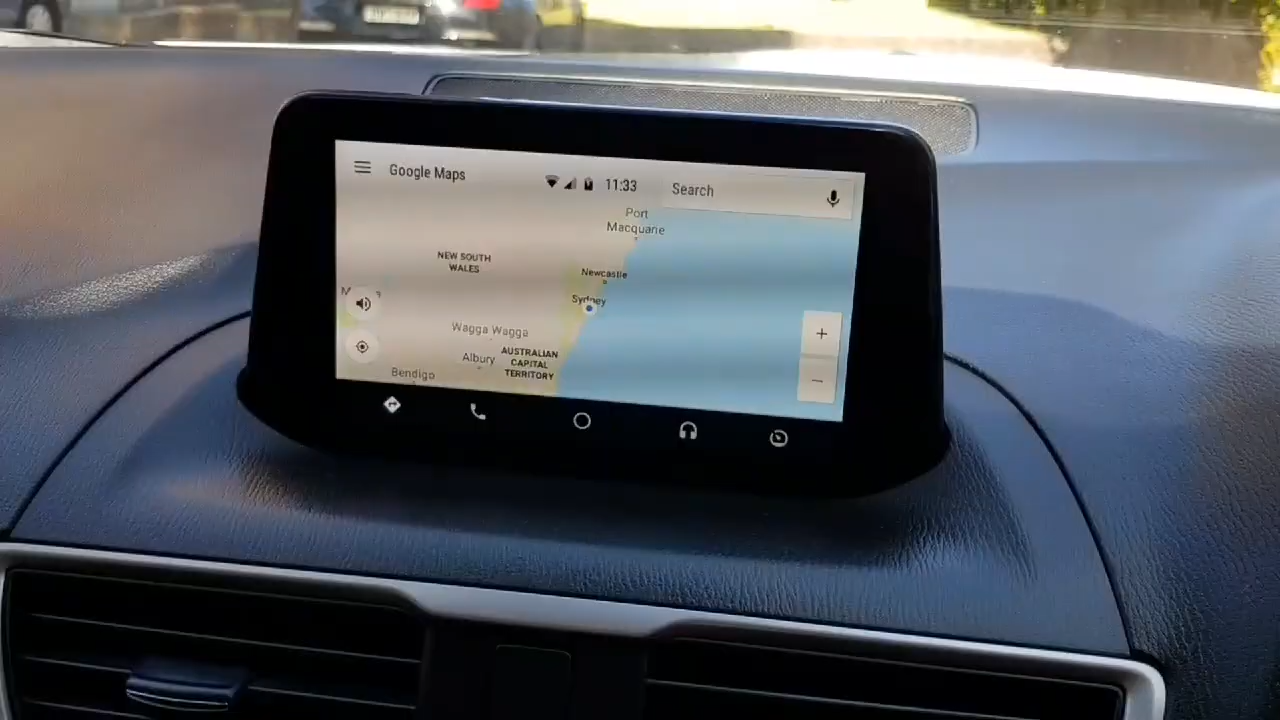 Google Maps
11:33
Search
Port
Macquarie
NEW SOUTH
WALES
Newcastle
Sydney
Wagga Wagga
Albury
AUSTRALIAN
CAPITAL
TERRITORY
Bendigo